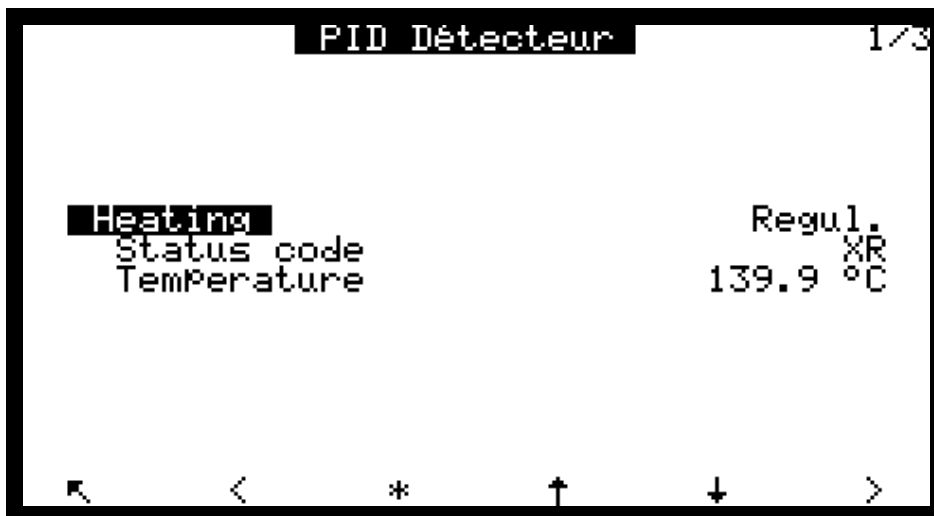 PID Détecteur 1/3
Heating Regul.
Status code XR
Temperature 139.9 °C
↖ < * ↑ ↓ >